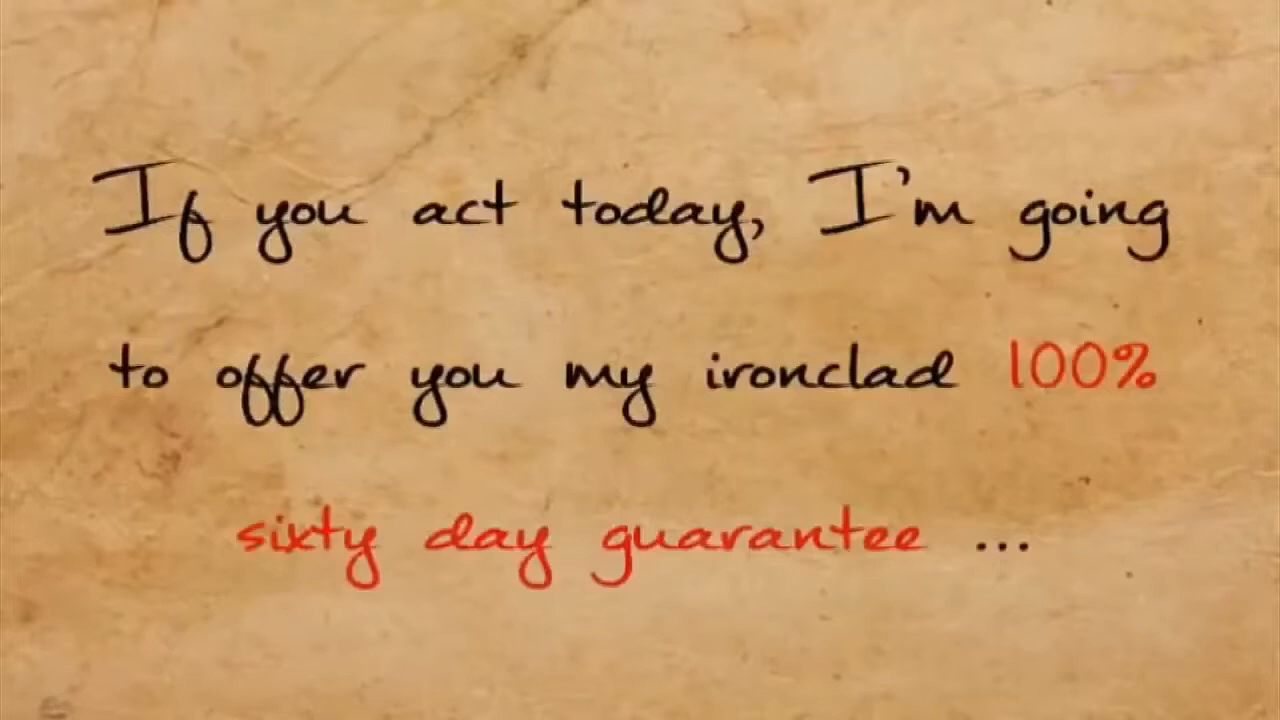 If you act today, I'm going
to offer you my ironclad 100%
sixty day guarantee ...